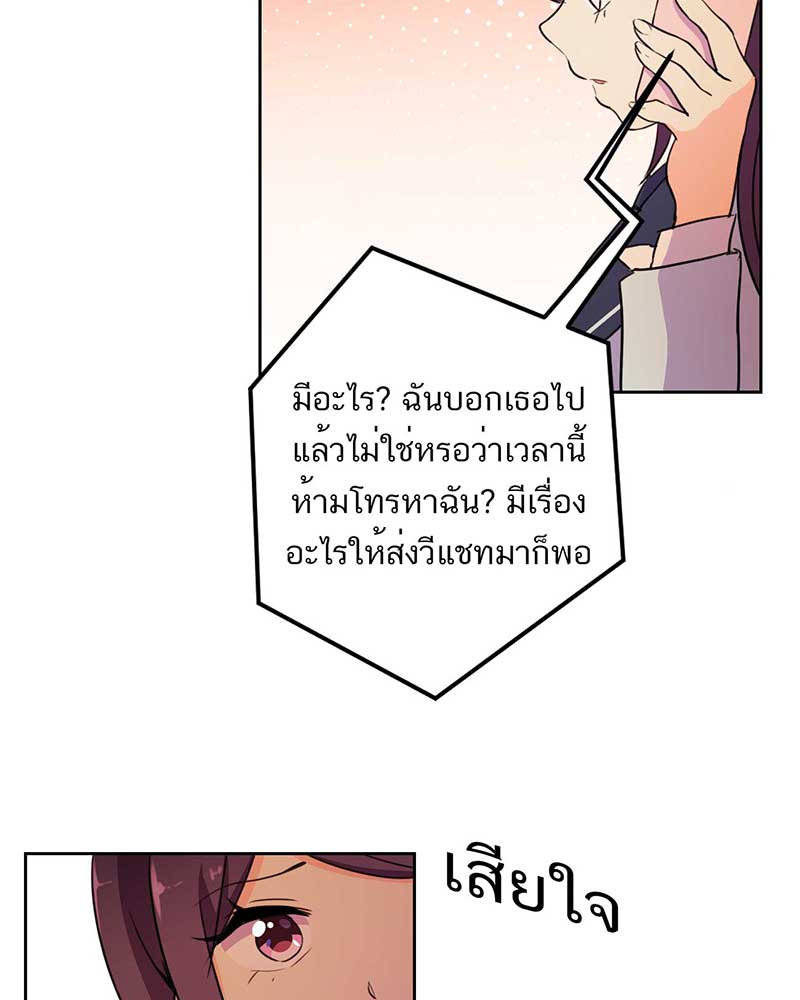 มีอะไร? ฉันบอกเธอไป
แล้วไม่ใช่หรอว่าเวลานี้
ห้ามโทรหาฉัน? มีเรื่อง
อะไรให้ส่งวีแชทมาก็พอ
เสียใจ